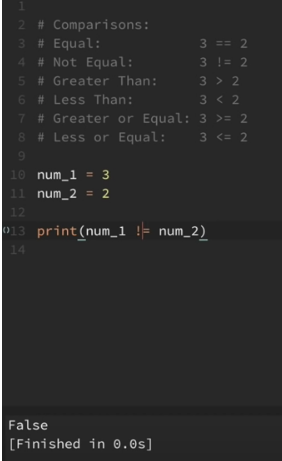 1
2 # Comparisons:
3 # Equal: 3 == 2
4 # Not Equal: 3 != 2
5 # Greater Than: 3 > 2
6 # Less Than: 3 < 2
7 # Greater or Equal: 3 >= 2
8 # Less or Equal: 3 <= 2
9
10 num_1 = 3
11 num_2 = 2
12
13 print(num_1 != num_2)
14
False
[Finished in 0.0s]